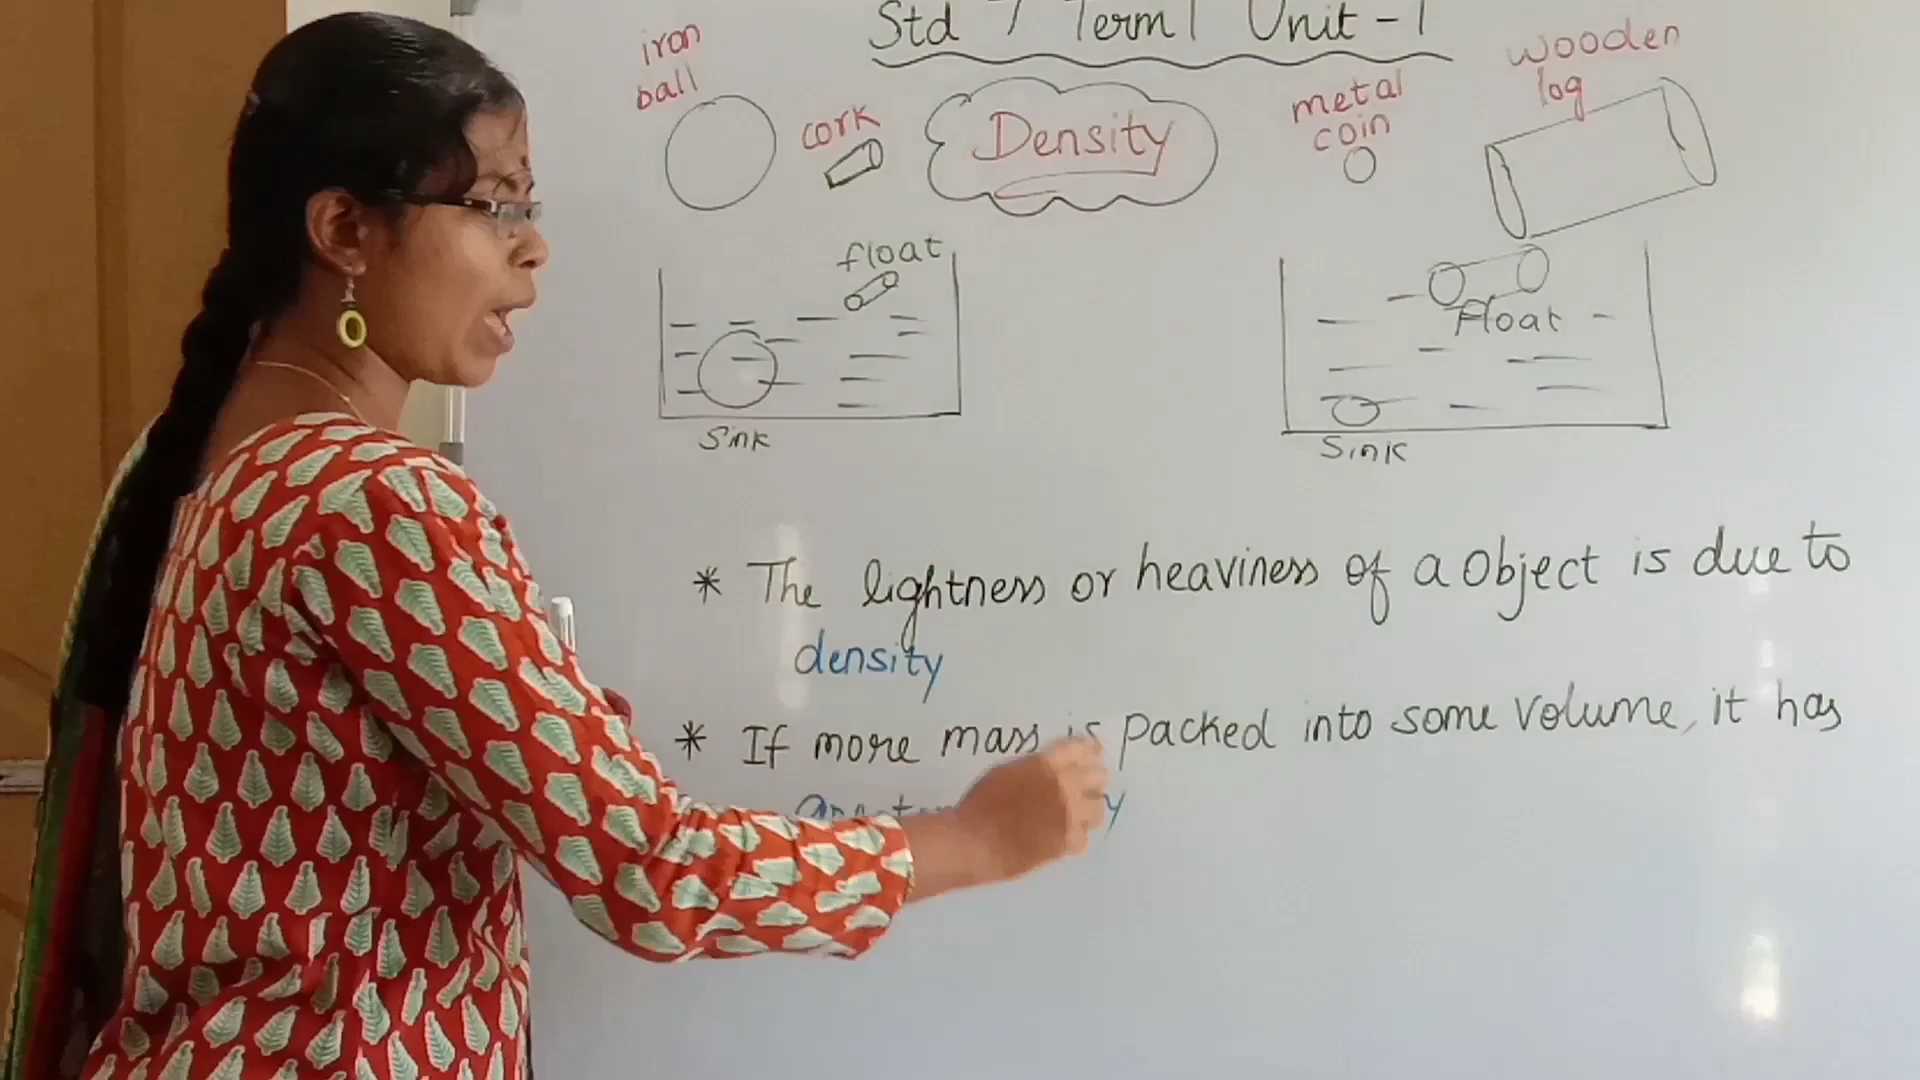 Std 7 Term 1 Unit - 1
iron
ball
cork
Density
metal
coin
wooden
log
float
Sink
Float
Sink
* The lightness or heaviness of a object is due to
density
* If more mass is packed into some volume, it has